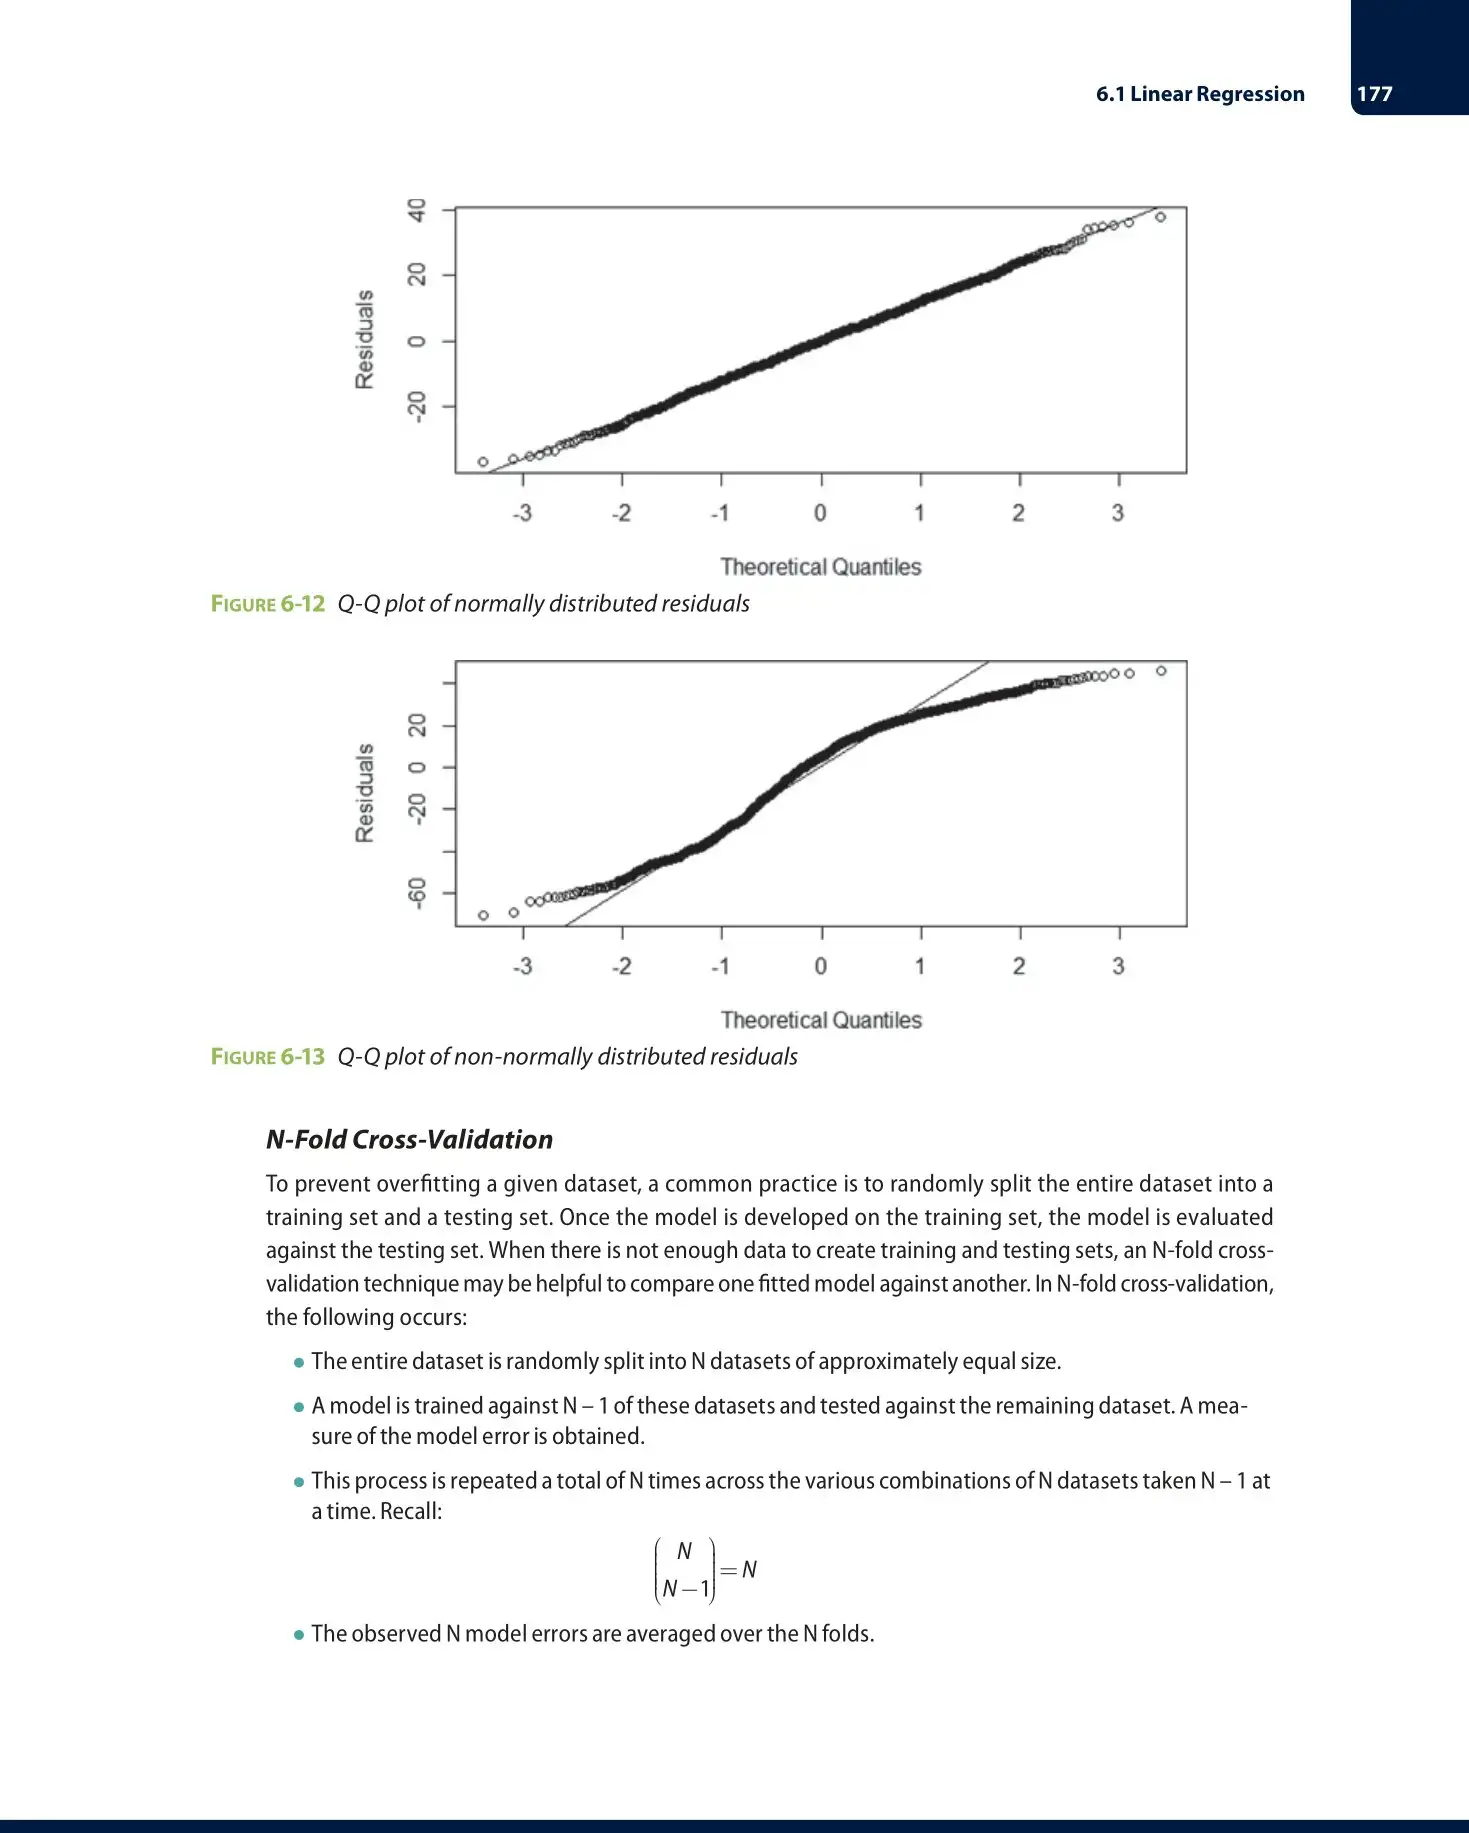 6.1 Linear Regression 177
40
20
0
-20
Residuals
-3 -2 -1 0 1 2 3
Theoretical Quantiles
FIGURE 6-12 Q-Q plot of normally distributed residuals
20
0
-20
-60
Residuals
-3 -2 -1 0 1 2 3
Theoretical Quantiles
FIGURE 6-13 Q-Q plot of non-normally distributed residuals
N-Fold Cross-Validation
To prevent overfitting a given dataset, a common practice is to randomly split the entire dataset into a
training set and a testing set. Once the model is developed on the training set, the model is evaluated
against the testing set. When there is not enough data to create training and testing sets, an N-fold cross-
validation technique may be helpful to compare one fitted model against another. In N-fold cross-validation,
the following occurs:
● The entire dataset is randomly split into N datasets of approximately equal size.
● A model is trained against N – 1 of these datasets and tested against the remaining dataset. A mea-
sure of the model error is obtained.
● This process is repeated a total of N times across the various combinations of N datasets taken N – 1 at
a time. Recall:
(N
N−1) = N
● The observed N model errors are averaged over the N folds.